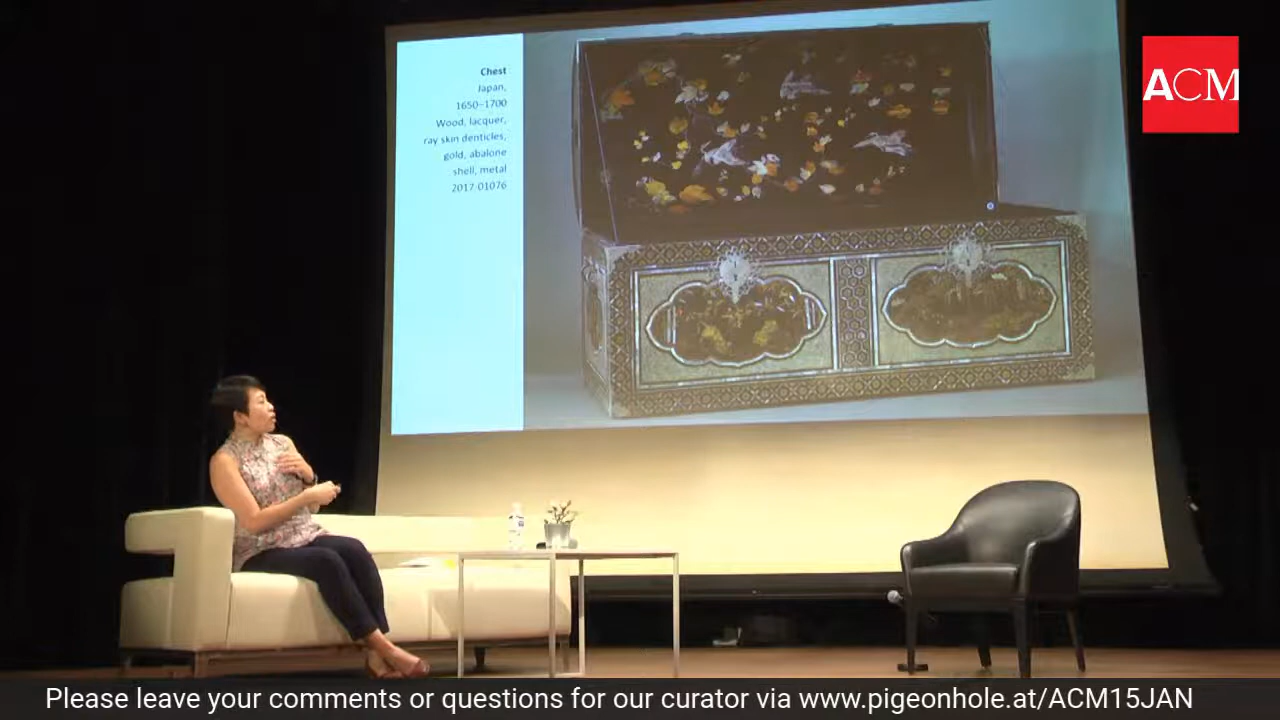 Chest
Japan,
1650–1700
Wood, lacquer,
ray skin denticles,
gold, abalone
shell, metal
2017-01076
ACM
Please leave your comments or questions for our curator via www.pigeonhole.at/ACM15JAN